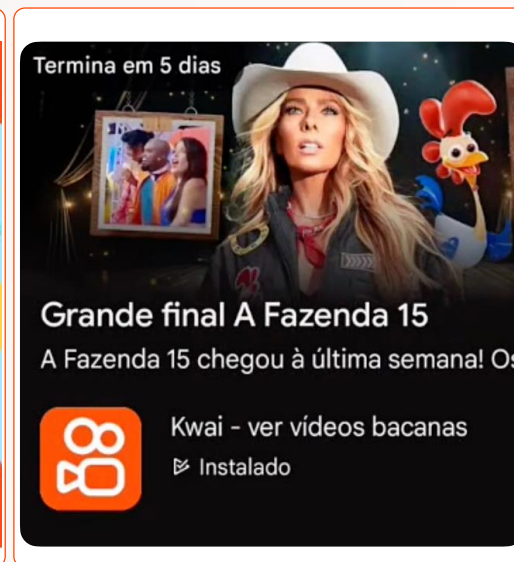 Termina em 5 dias
Grande final A Fazenda 15
A Fazenda 15 chegou à última semana! Os
Kwai - ver vídeos bacanas
Instalado